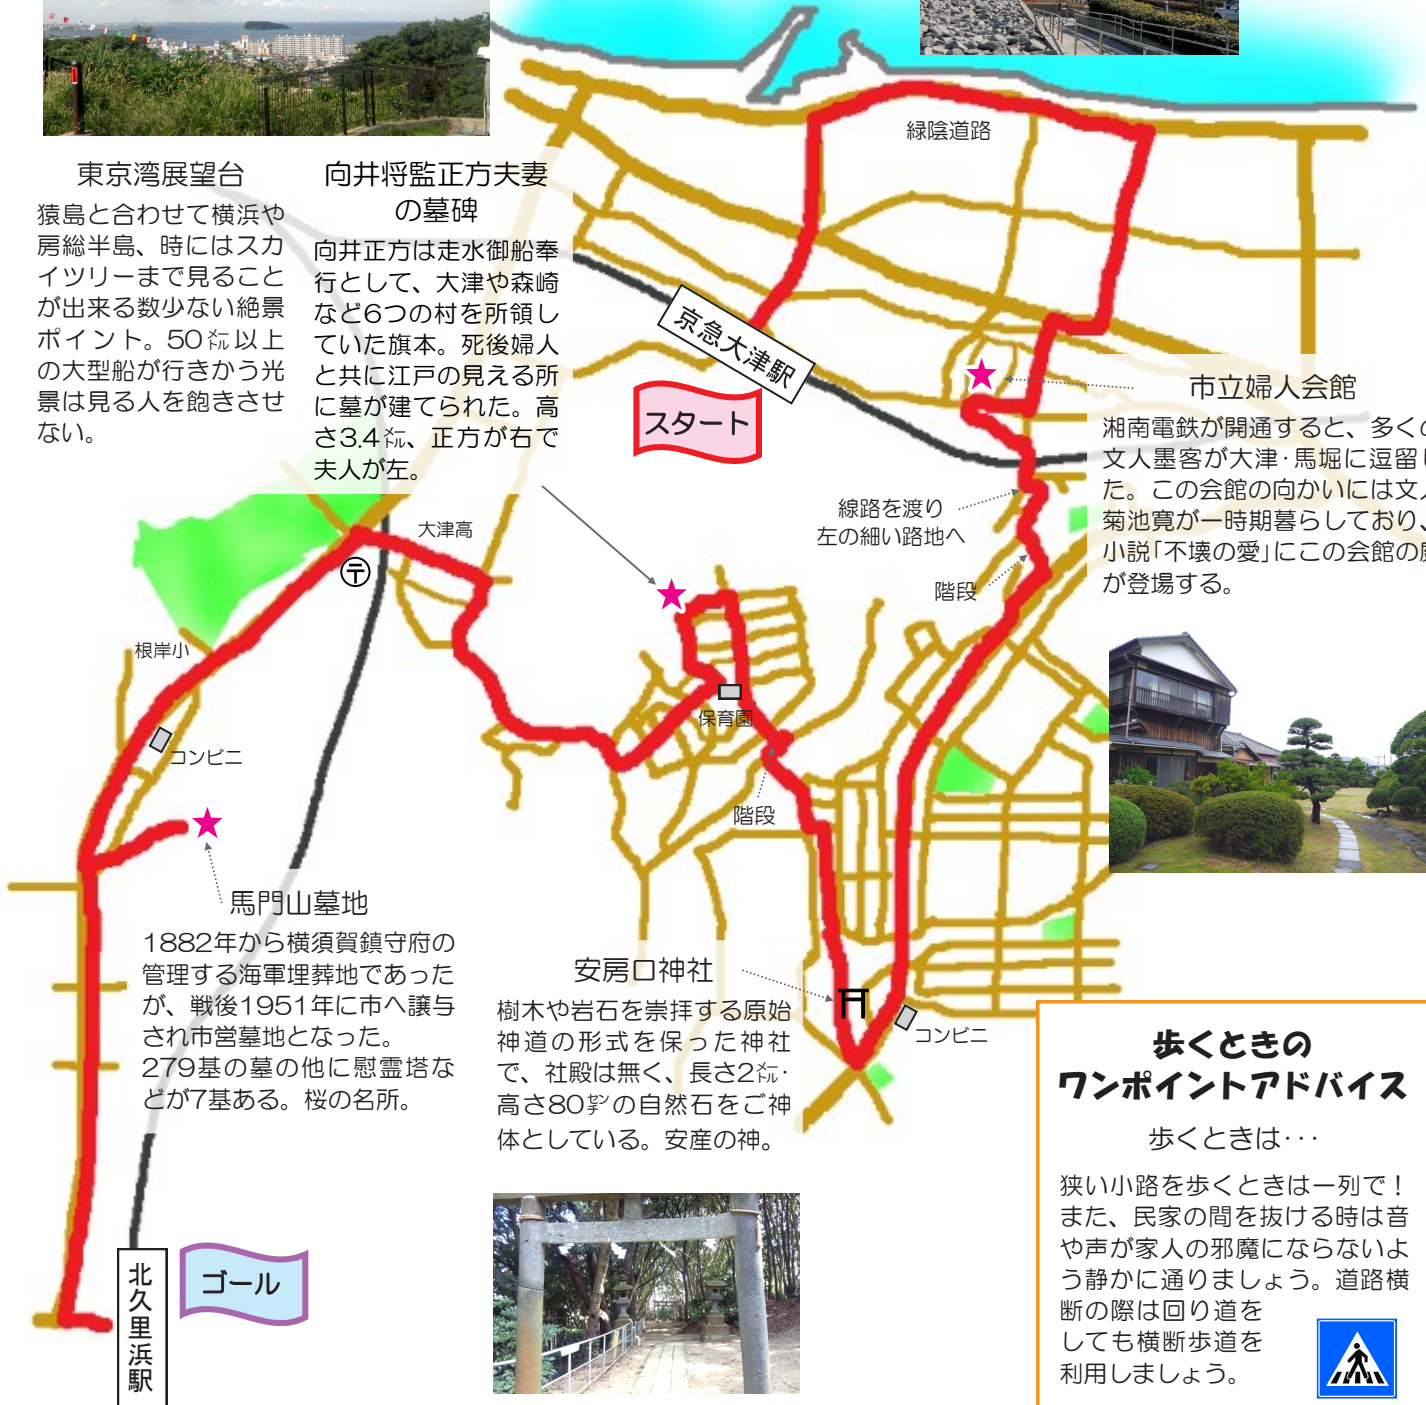 東京湾展望台
猿島と合わせて横浜や
房総半島、時にはスカ
イツリーまで見ること
が出来る数少ない絶景
ポイント。50㍍以上
の大型船が行きかう光
景は見る人を飽きさせ
ない。
向井将監正方夫妻
の墓碑
向井正方は走水御船奉
行として、大津や森崎
など6つの村を所領し
ていた旗本。死後婦人
と共に江戸の見える所
に墓が建てられた。高
さ3.4㍍、正方が右で
夫人が左。
緑陰道路
京急大津駅
スタート
市立婦人会館
湘南電鉄が開通すると、多くの
文人墨客が大津・馬堀に逗留し
た。この会館の向かいには文人
菊池寛が一時期暮らしており、
小説「不壊の愛」にこの会館の
が登場する。
線路を渡り
左の細い路地へ
階段
大津高
〒
根岸小
コンビニ
保育園
階段
馬門山墓地
1882年から横須賀鎮守府の
管理する海軍埋葬地であった
が、戦後1951年に市へ譲与
され市営墓地となった。
279基の墓の他に慰霊塔な
どが7基ある。桜の名所。
安房口神社
樹木や岩石を崇拝する原始
神道の形式を保った神社
で、社殿は無く、長さ2㍍・
高さ80㌢の自然石をご神
体としている。安産の神。
コンビニ
北久里浜駅
ゴール
歩くときの
ワンポイントアドバイス
歩くときは･･･
狭い小路を歩くときは一列で！
また、民家の間を抜ける時は音
や声が家人の邪魔にならないよ
う静かに通りましょう。道路横
断の際は回り道を
しても横断歩道を
利用しましょう。